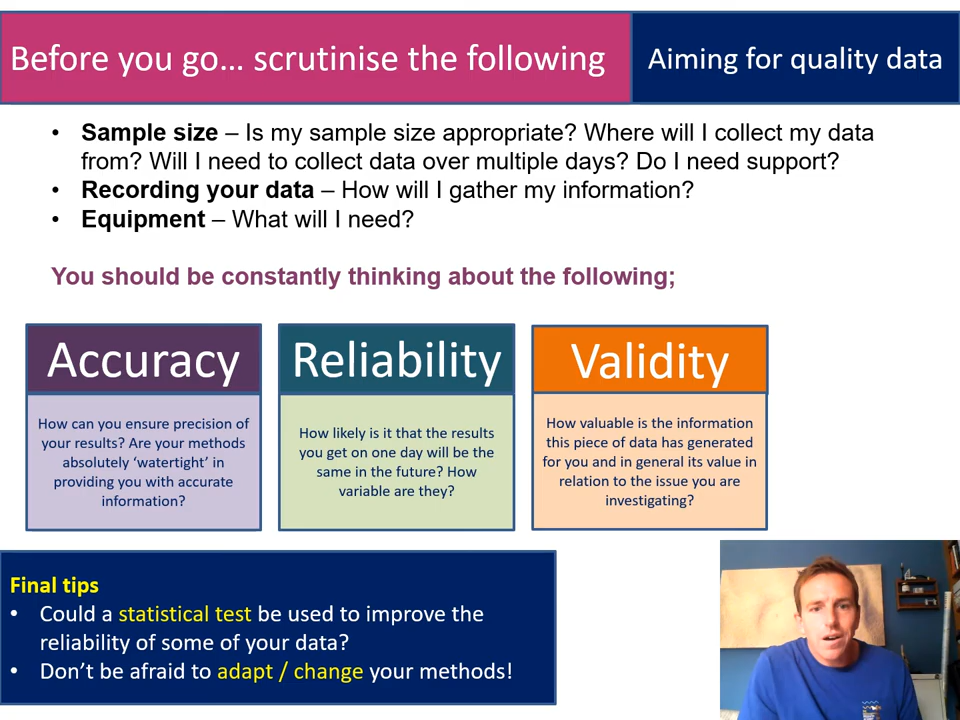 Before you go… scrutinise the following
Aiming for quality data
• Sample size – Is my sample size appropriate? Where will I collect my data
from? Will I need to collect data over multiple days? Do I need support?
• Recording your data – How will I gather my information?
• Equipment – What will I need?
You should be constantly thinking about the following;
Accuracy
How can you ensure precision of
your results? Are your methods
absolutely ‘watertight’ in
providing you with accurate
information?
Reliability
How likely is it that the results
you get on one day will be the
same in the future? How
variable are they?
Validity
How valuable is the information
this piece of data has generated
for you and in general its value in
relation to the issue you are
investigating?
Final tips
• Could a statistical test be used to improve the
reliability of some of your data?
• Don’t be afraid to adapt / change your methods!